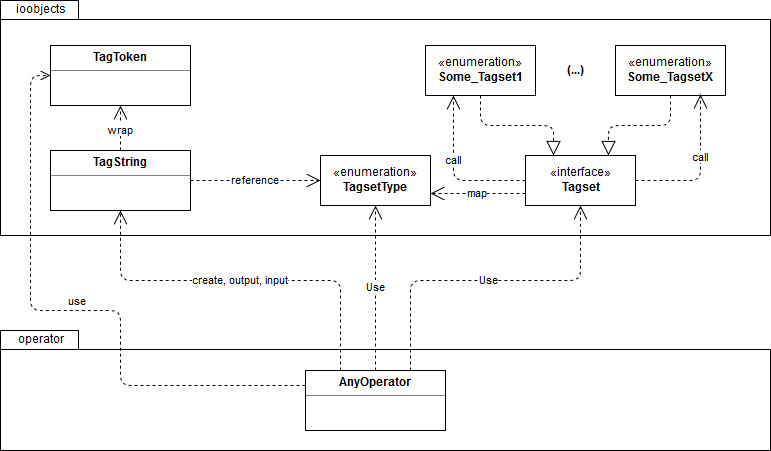 ioobjects
TagToken
«enumeration»
Some_Tagset1
(...)
«enumeration»
Some_TagsetX
wrap
TagString
reference
«enumeration»
TagsetType
call
map
«interface»
Tagset
call
create, output, input
Use
Use
use
operator
AnyOperator